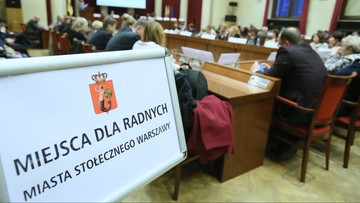 MIEJSCA DLA RADNYCH
MIASTA STOŁECZNEGO WARSZAWY